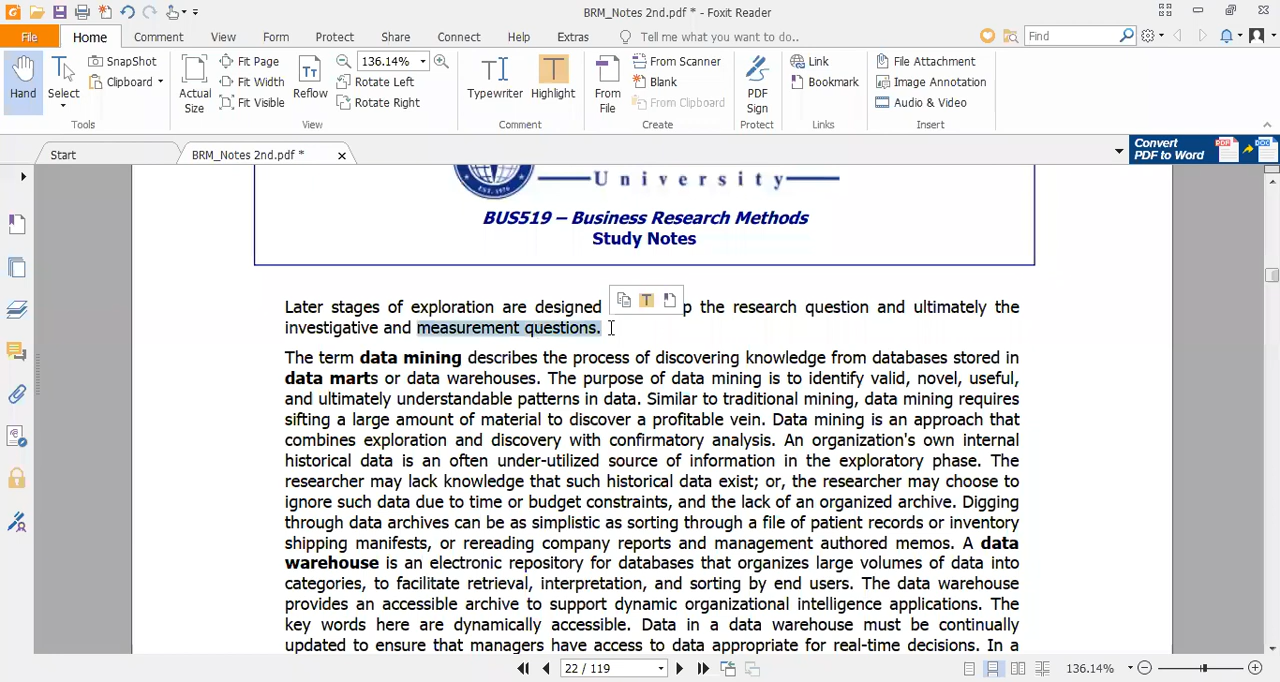 BRM_Notes 2nd.pdf * - Foxit Reader
File Home Comment View Form Protect Share Connect Help Extras Tell me what you want to do.. Find
Hand
Select
SnapShot
Clipboard
Tools
Actual Size
Fit Page
Fit Width
Fit Visible
Reflow
136.14%
Rotate Left
Rotate Right
View
Typewriter
Highlight
Comment
From File
From Scanner
Blank
From Clipboard
Create
PDF Sign
Protect
Link
Bookmark
Links
File Attachment
Image Annotation
Audio & Video
Insert
Start
BRM_Notes 2nd.pdf *
Convert
PDF to Word
EST. 1976
University
BUS519 – Business Research Methods
Study Notes
Later stages of exploration are designed p the research question and ultimately the
investigative and measurement questions.
The term data mining describes the process of discovering knowledge from databases stored in
data marts or data warehouses. The purpose of data mining is to identify valid, novel, useful,
and ultimately understandable patterns in data. Similar to traditional mining, data mining requires
sifting a large amount of material to discover a profitable vein. Data mining is an approach that
combines exploration and discovery with confirmatory analysis. An organization's own internal
historical data is an often under-utilized source of information in the exploratory phase. The
researcher may lack knowledge that such historical data exist; or, the researcher may choose to
ignore such data due to time or budget constraints, and the lack of an organized archive. Digging
through data archives can be as simplistic as sorting through a file of patient records or inventory
shipping manifests, or rereading company reports and management authored memos. A data
warehouse is an electronic repository for databases that organizes large volumes of data into
categories, to facilitate retrieval, interpretation, and sorting by end users. The data warehouse
provides an accessible archive to support dynamic organizational intelligence applications. The
key words here are dynamically accessible. Data in a data warehouse must be continually
updated to ensure that managers have access to data appropriate for real-time decisions. In a
22 / 119
136.14%